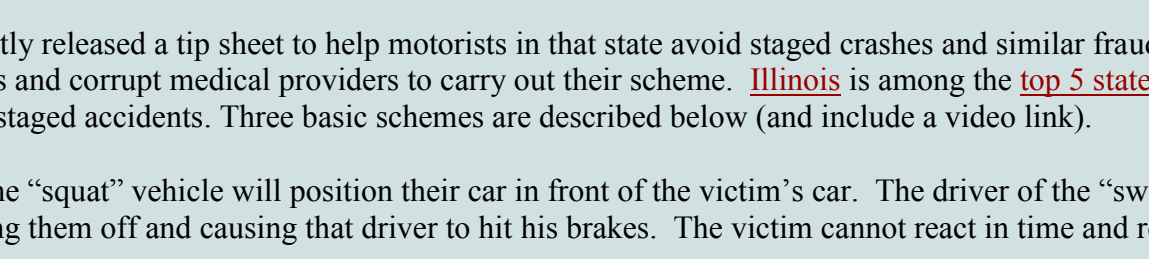 tly released a tip sheet to help motorists in that state avoid staged crashes and similar frau
s and corrupt medical providers to carry out their scheme.  Illinois is among the top 5 state
staged accidents. Three basic schemes are described below (and include a video link).
ne “squat” vehicle will position their car in front of the victim’s car.  The driver of the “sw
ng them off and causing that driver to hit his brakes.  The victim cannot react in time and r